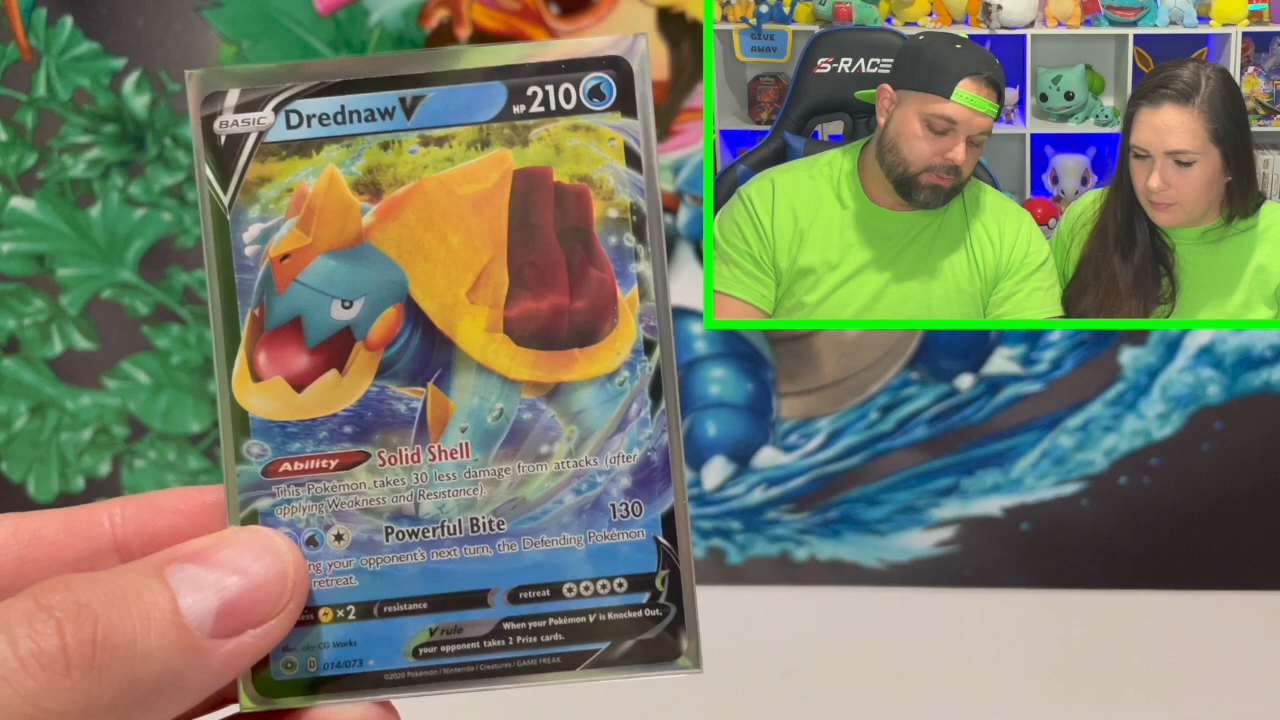 BASIC Drednaw V HP 210
Ability Solid Shell
This Pokémon takes 30 less damage from attacks (after
applying Weakness and Resistance).
Powerful Bite 130
ng your opponent's next turn, the Defending Pokémon
retreat.
ness ×2 resistance retreat
V rule When your Pokémon V is Knocked Out,
your opponent takes 2 Prize cards.
CG Works
D 014/073
©2020 Pokémon / Nintendo / Creatures / GAME FREAK
GIVE
AWAY
S-RACE